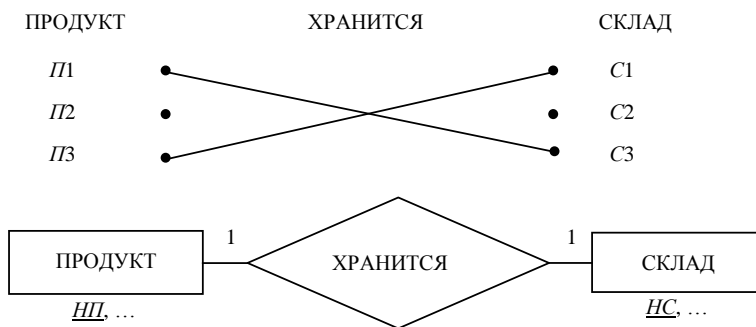 ПРОДУКТ ХРАНИТСЯ СКЛАД
П1 С1
П2 С2
П3 С3
1 1
ПРОДУКТ ХРАНИТСЯ СКЛАД
НП, … НС, …